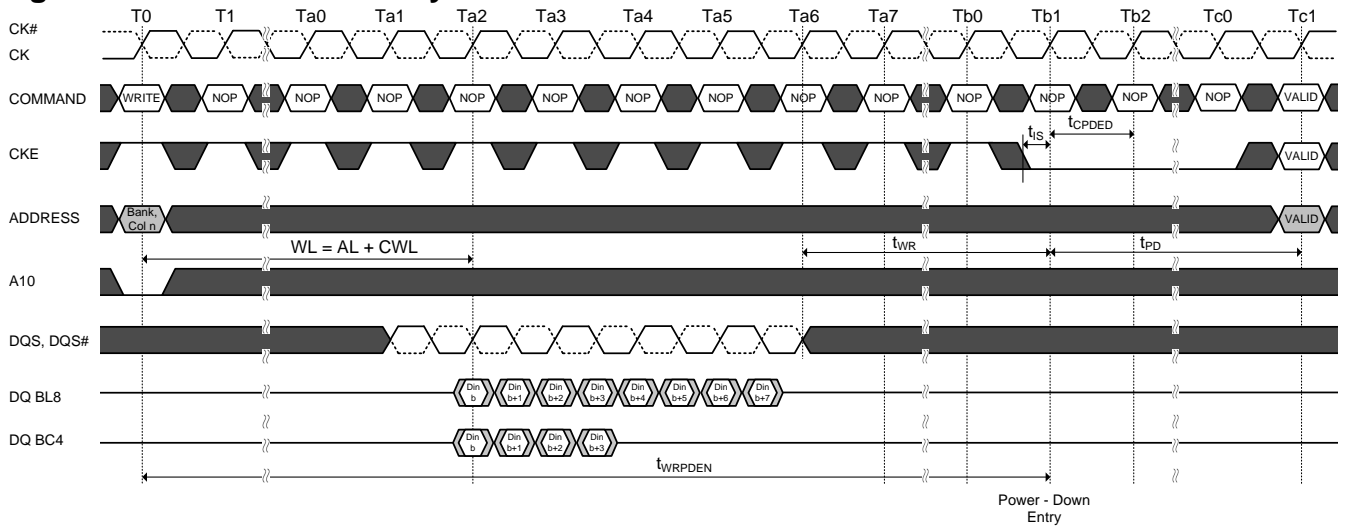 T0 T1 Ta0 Ta1 Ta2 Ta3 Ta4 Ta5 Ta6 Ta7 Tb0 Tb1 Tb2 Tc0 Tc1
CK#
CK
COMMAND WRITE NOP NOP NOP NOP NOP NOP NOP NOP NOP NOP NOP NOP NOP VALID
tIS tCPDED
CKE VALID
ADDRESS Bank, Col n VALID
WL = AL + CWL tWR tPD
A10
DQS, DQS#
DQ BL8 Din b Din b+1 Din b+2 Din b+3 Din b+4 Din b+5 Din b+6 Din b+7
DQ BC4 Din b Din b+1 Din b+2 Din b+3
tWRPDEN
Power - Down
Entry